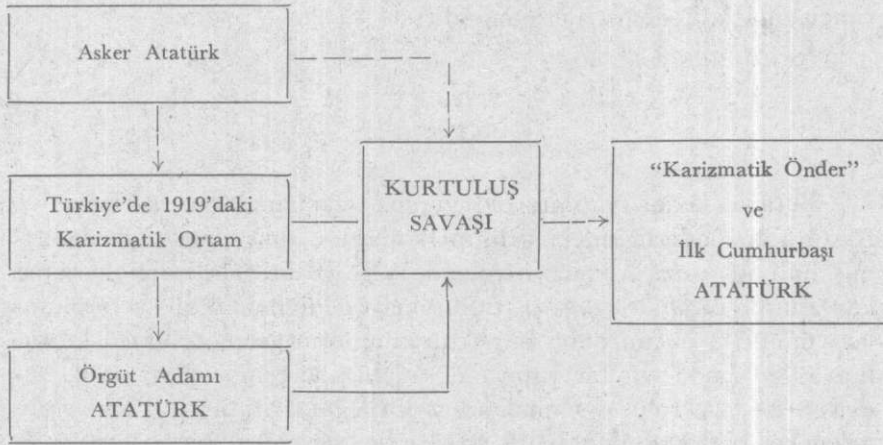 Asker Atatürk
Türkiye'de 1919'daki
Karizmatik Ortam
Örgüt Adamı
ATATÜRK
KURTULUŞ
SAVAŞI
“Karizmatik Önder”
ve
İlk Cumhurbaşı
ATATÜRK